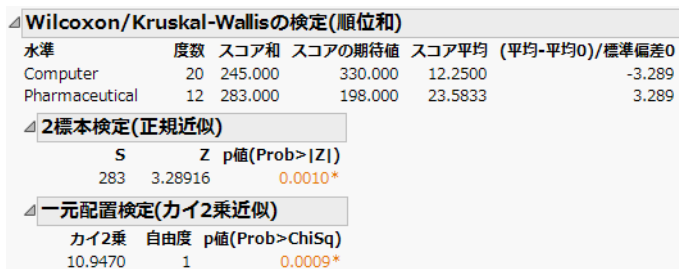 Wilcoxon/Kruskal-Wallisの検定(順位和)
水準 度数 スコア和 スコアの期待値 スコア平均 (平均-平均0)/標準偏差0
Computer 20 245.000 330.000 12.2500 -3.289
Pharmaceutical 12 283.000 198.000 23.5833 3.289
2標本検定(正規近似)
S Z p値(Prob>|Z|)
283 3.28916 0.0010*
一元配置検定(カイ2乗近似)
カイ2乗 自由度 p値(Prob>ChiSq)
10.9470 1 0.0009*